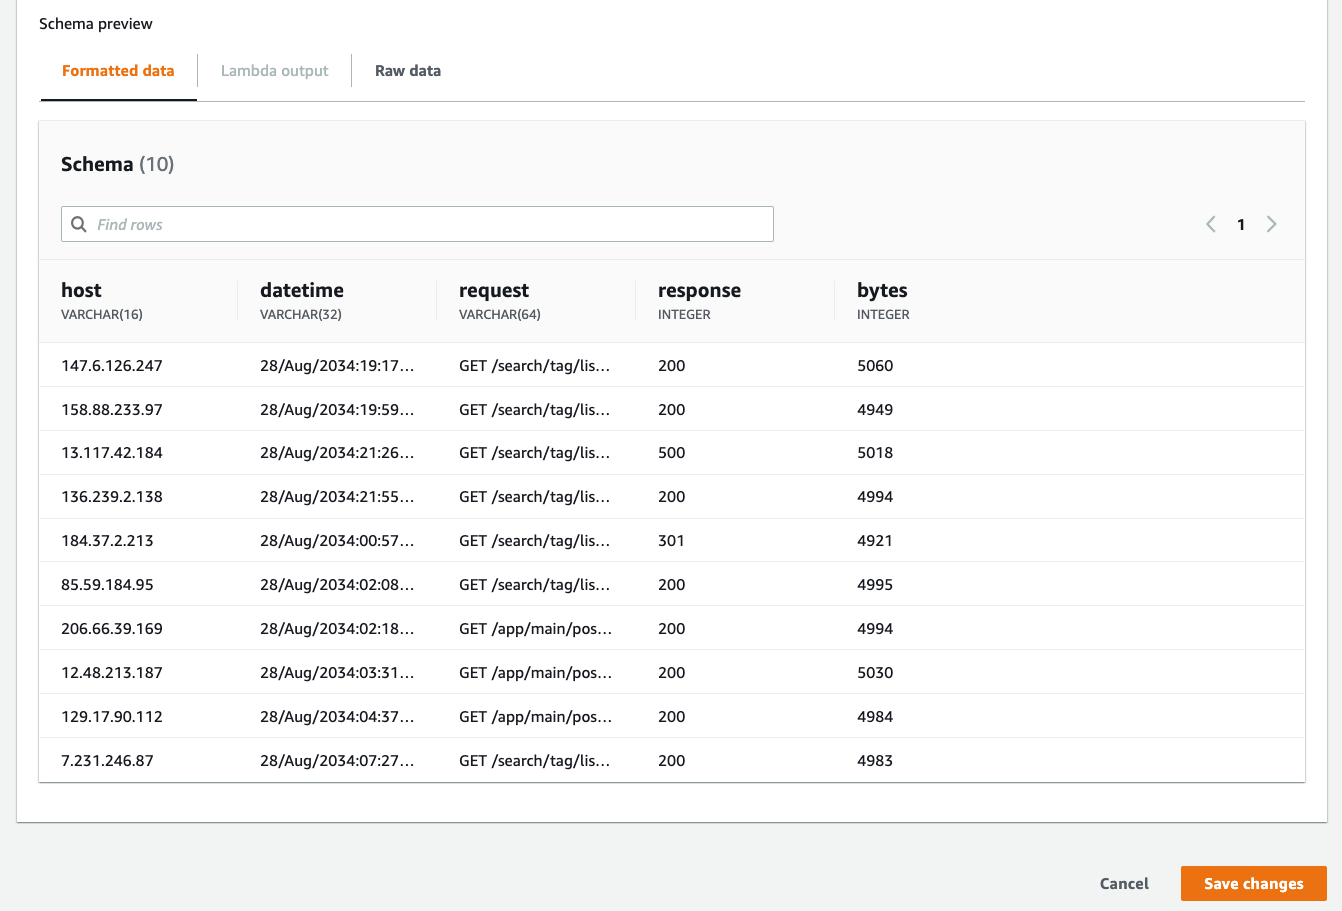 Schema preview
Formatted data Lambda output Raw data
Schema (10)
Find rows 1
host datetime request response bytes
VARCHAR(16) VARCHAR(32) VARCHAR(64) INTEGER INTEGER
147.6.126.247 28/Aug/2034:19:17... GET /search/tag/lis... 200 5060
158.88.233.97 28/Aug/2034:19:59... GET /search/tag/lis... 200 4949
13.117.42.184 28/Aug/2034:21:26... GET /search/tag/lis... 500 5018
136.239.2.138 28/Aug/2034:21:55... GET /search/tag/lis... 200 4994
184.37.2.213 28/Aug/2034:00:57... GET /search/tag/lis... 301 4921
85.59.184.95 28/Aug/2034:02:08... GET /search/tag/lis... 200 4995
206.66.39.169 28/Aug/2034:02:18... GET /app/main/pos... 200 4994
12.48.213.187 28/Aug/2034:03:31... GET /app/main/pos... 200 5030
129.17.90.112 28/Aug/2034:04:37... GET /app/main/pos... 200 4984
7.231.246.87 28/Aug/2034:07:27... GET /search/tag/lis... 200 4983
Cancel Save changes